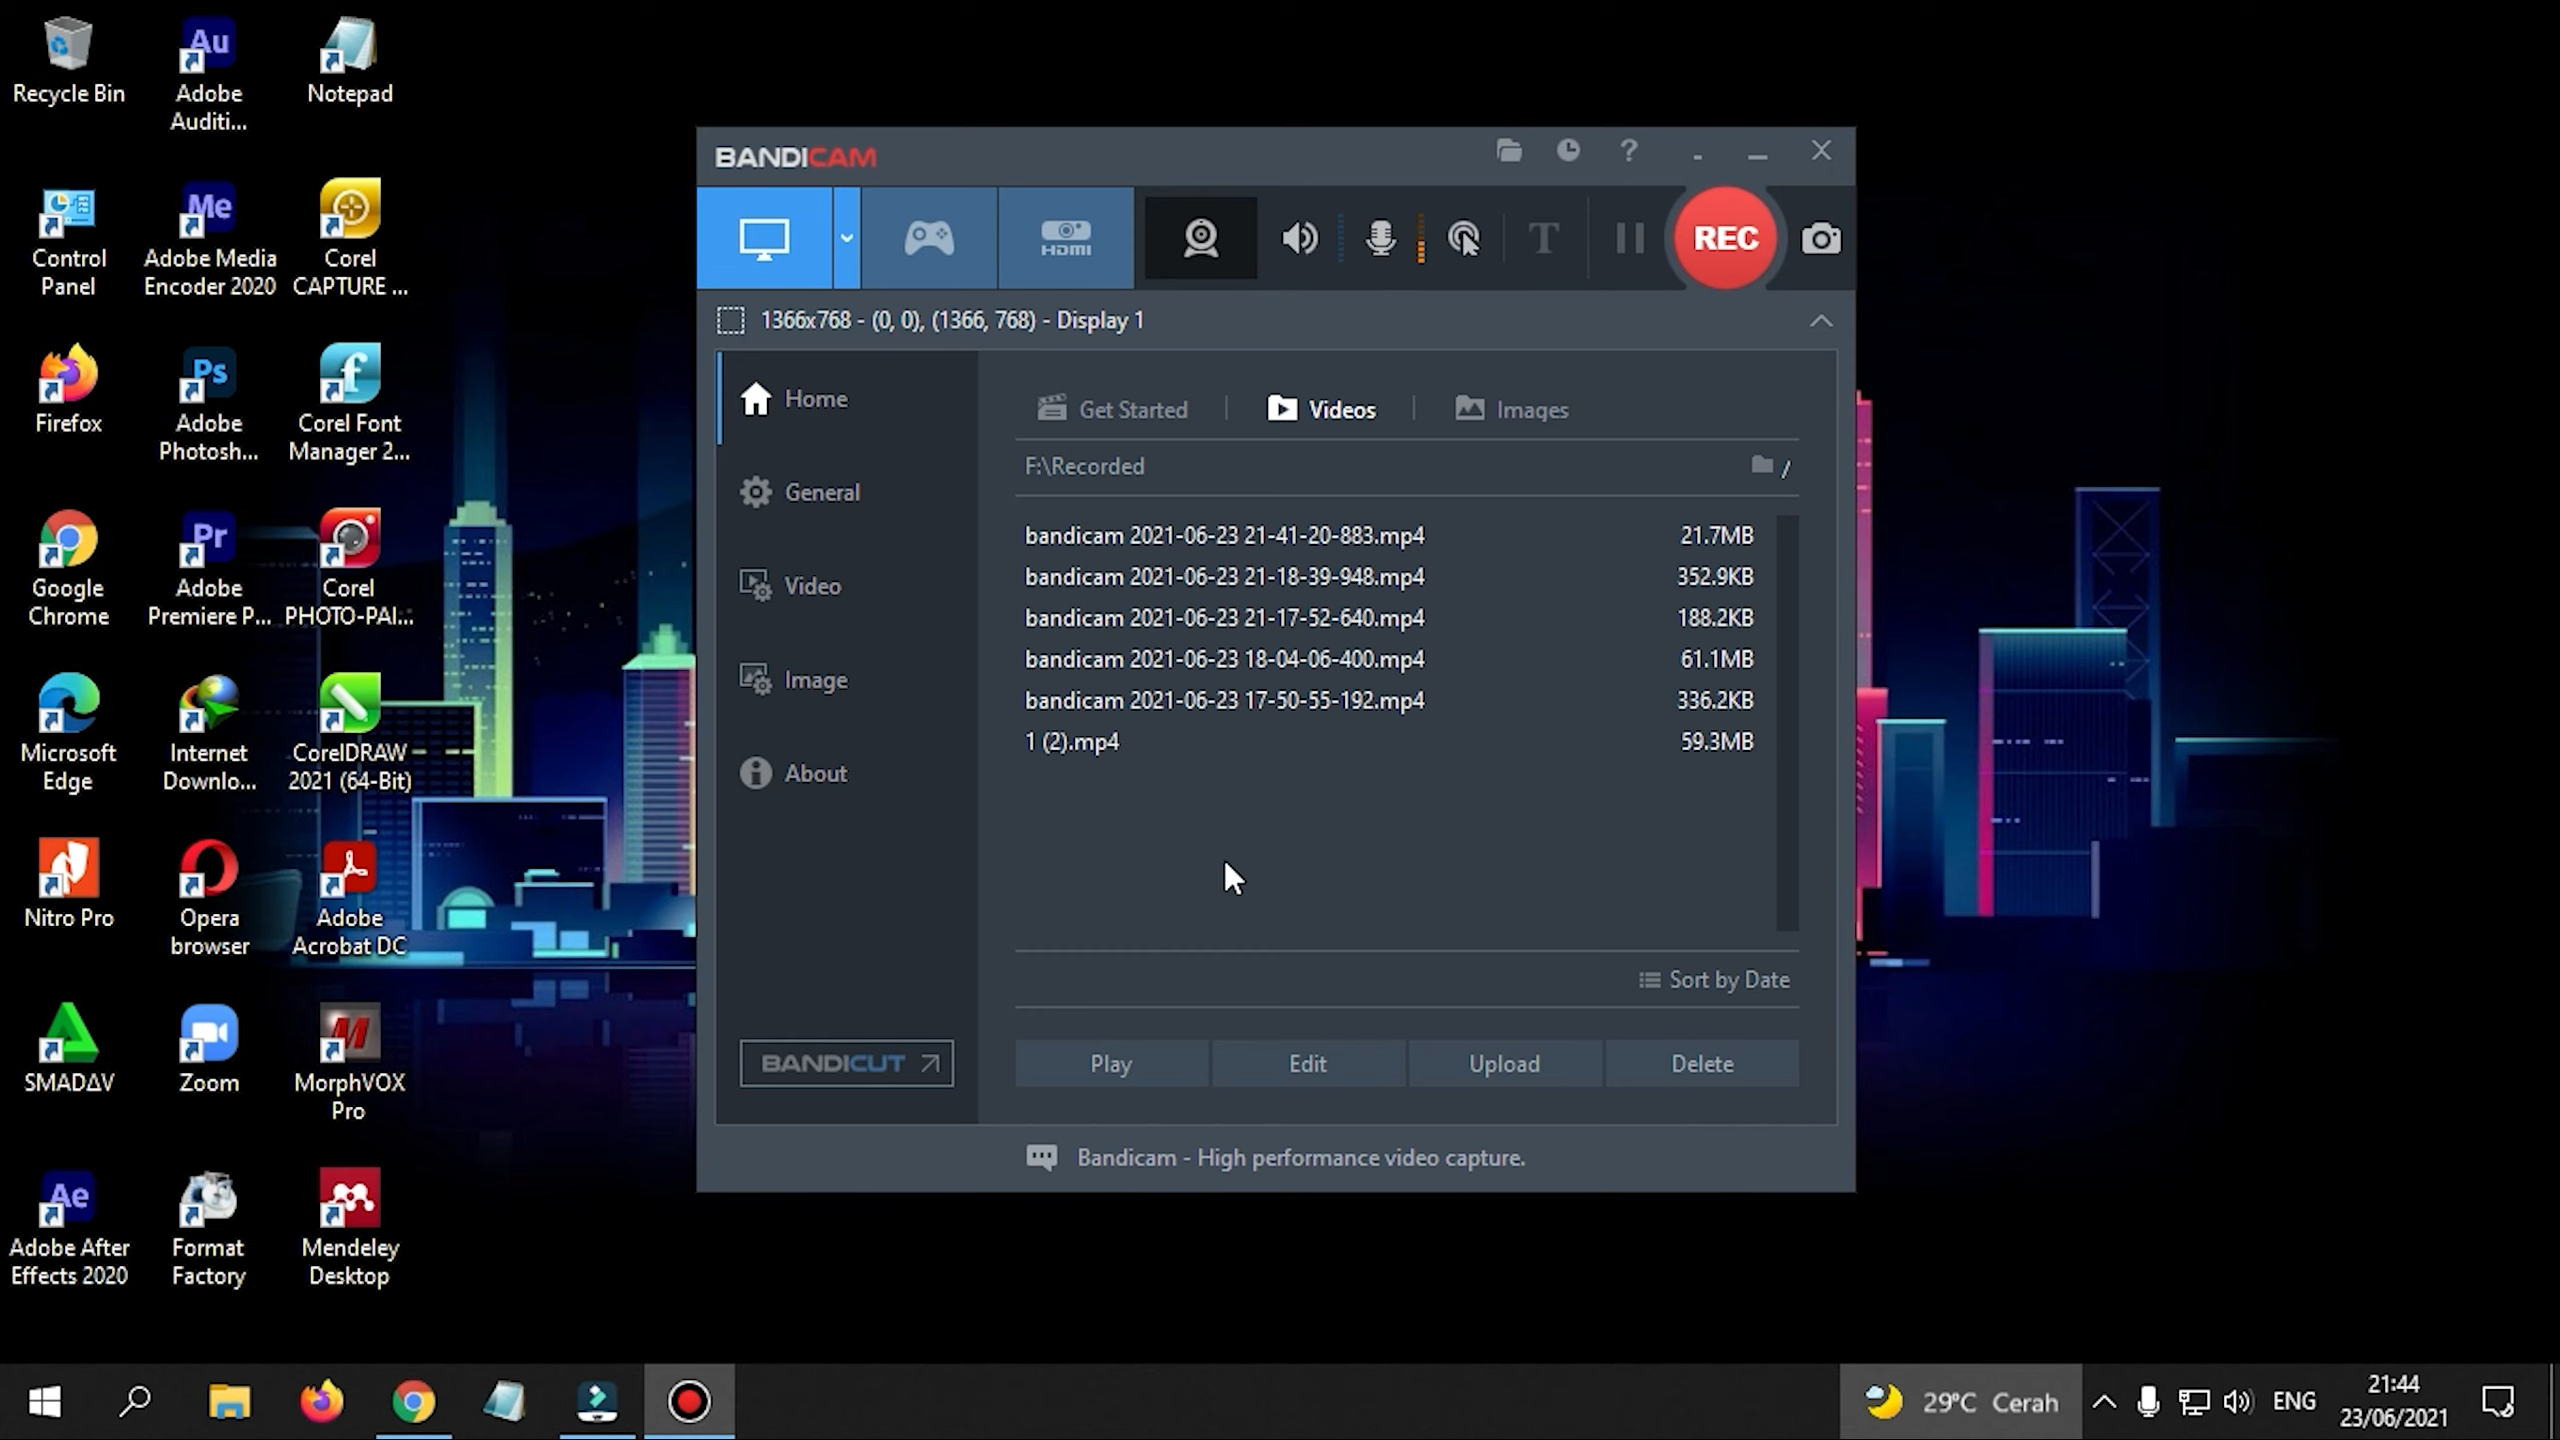 Recycle Bin
Au
Adobe
Auditi...
Notepad
Control
Panel
Me
Adobe Media
Encoder 2020
Corel
CAPTURE ...
Firefox
Ps
Adobe
Photosh...
f
Corel Font
Manager 2...
Google
Chrome
Pr
Adobe
Premiere P...
Corel
PHOTO-PAI...
Microsoft
Edge
Internet
Downlo...
CorelDRAW
2021 (64-Bit)
Nitro Pro
Opera
browser
Adobe
Acrobat DC
SMADΔV
Zoom
M
MorphVOX
Pro
Ae
Adobe After
Effects 2020
Format
Factory
Mendeley
Desktop
BANDICAM
?
HDMI
T
REC
1366x768 - (0, 0), (1366, 768) - Display 1
Home
General
Video
Image
About
BANDICUT
Get Started
Videos
Images
F:\Recorded
/
bandicam 2021-06-23 21-41-20-883.mp4 21.7MB
bandicam 2021-06-23 21-18-39-948.mp4 352.9KB
bandicam 2021-06-23 21-17-52-640.mp4 188.2KB
bandicam 2021-06-23 18-04-06-400.mp4 61.1MB
bandicam 2021-06-23 17-50-55-192.mp4 336.2KB
1 (2).mp4 59.3MB
Sort by Date
Play
Edit
Upload
Delete
Bandicam - High performance video capture.
29°C Cerah
ENG
21:44
23/06/2021